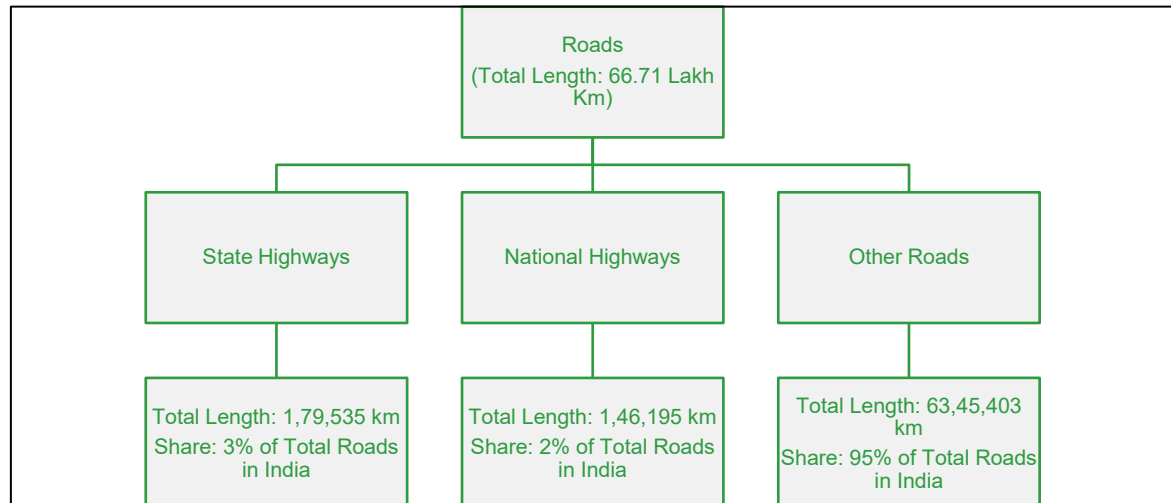 Roads
(Total Length: 66.71 Lakh
Km)
State Highways
National Highways
Other Roads
Total Length: 1,79,535 km
Share: 3% of Total Roads
in India
Total Length: 1,46,195 km
Share: 2% of Total Roads
in India
Total Length: 63,45,403
km
Share: 95% of Total Roads
in India